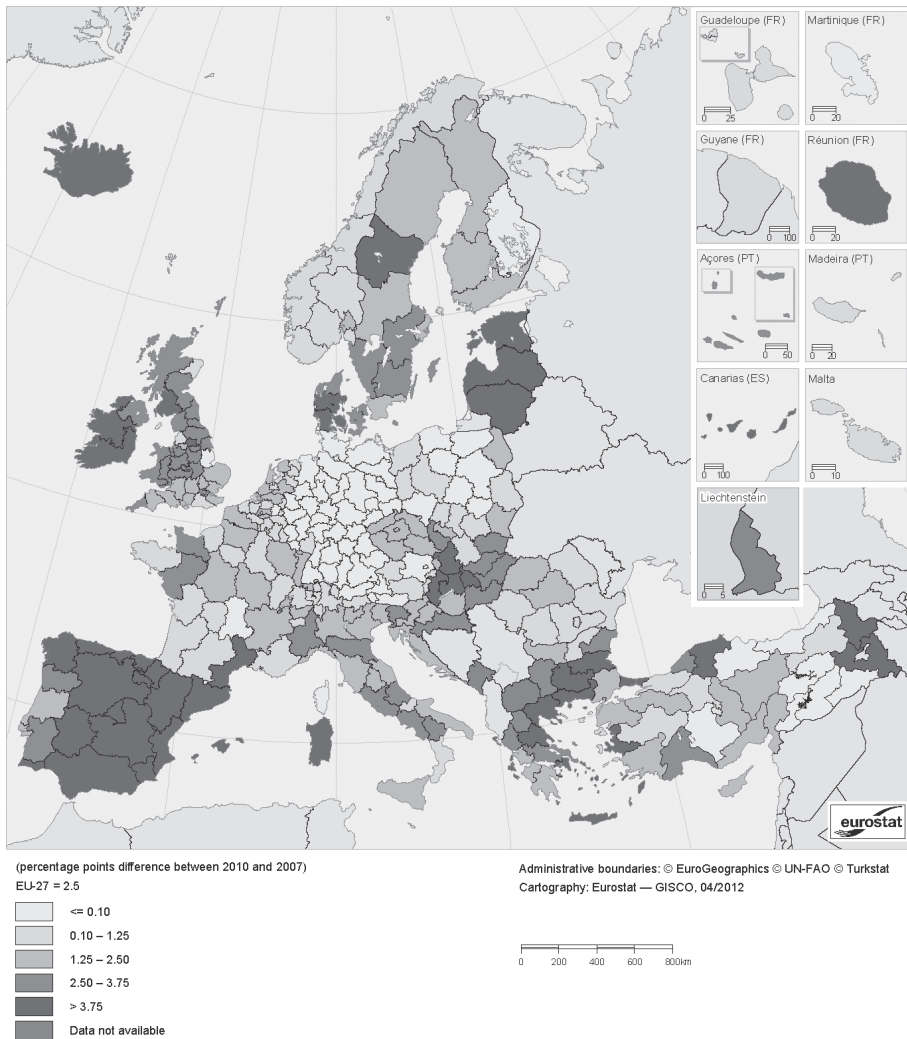 Guadeloupe (FR)
0 25
Martinique (FR)
0 20
Guyane (FR)
0 100
Réunion (FR)
0 20
Açores (PT)
0 50
Madeira (PT)
0 20
Canarias (ES)
0 100
Malta
0 10
Liechtenstein
0 5
eurostat
(percentage points difference between 2010 and 2007)
EU-27 = 2.5
<= 0.10
0.10 – 1.25
1.25 – 2.50
2.50 – 3.75
> 3.75
Data not available
Administrative boundaries: © EuroGeographics © UN-FAO © Turkstat
Cartography: Eurostat — GISCO, 04/2012
0 200 400 600 800km